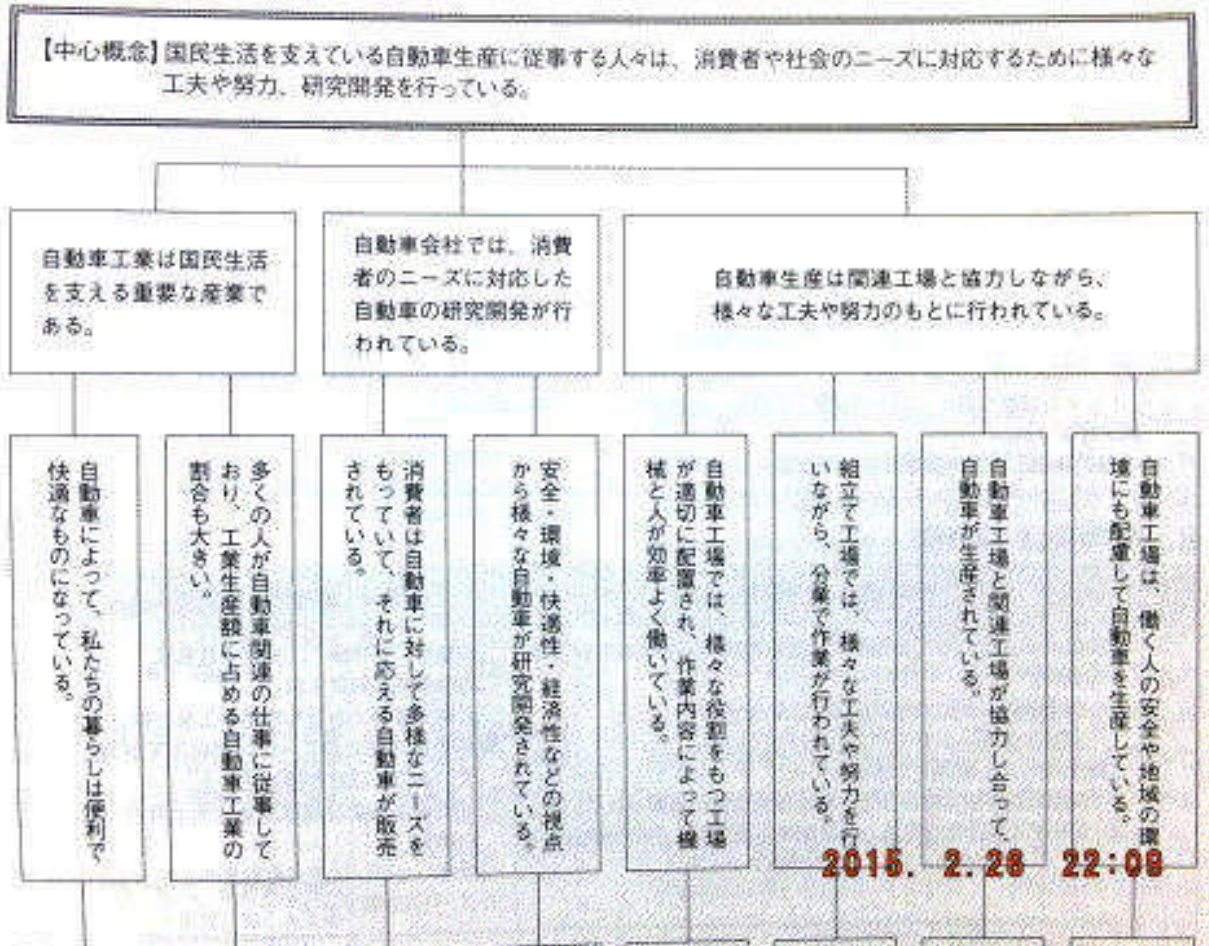 【中心概念】国民生活を支えている自動車生産に従事する人々は、消費者や社会のニーズに対応するために様々な
工夫や努力、研究開発を行っている。
自動車工業は国民生活
を支える重要な産業で
ある。
自動車会社では、消費
者のニーズに対応した
自動車の研究開発が行
われている。
自動車生産は関連工場と協力しながら、
様々な工夫や努力のもとに行われている。
自動車によって、私たちの暮らしは便利で、
快適なものになっている。
多くの人が自動車関連の仕事に従事して
おり、工業生産額に占める自動車工業の
割合も大きい。
消費者は自動車に対して多様なニーズを
もっていて、それに応える自動車が販売
されている。
安全・環境・快適性・経済性などの視点
から様々な自動車が研究開発されている。
自動車工場では、様々な役割をもつ工場
が適切に配置され、作業内容によって機
械と人が効率よく働いている。
組立て工場では、様々な工夫や努力を行
いながら、分業で作業が行われている。
自動車工場と関連工場が協力し合って、
自動車が生産されている。
自動車工場は、働く人の安全や地域の環
境にも配慮して自動車を生産している。
2015. 2.26 22:09